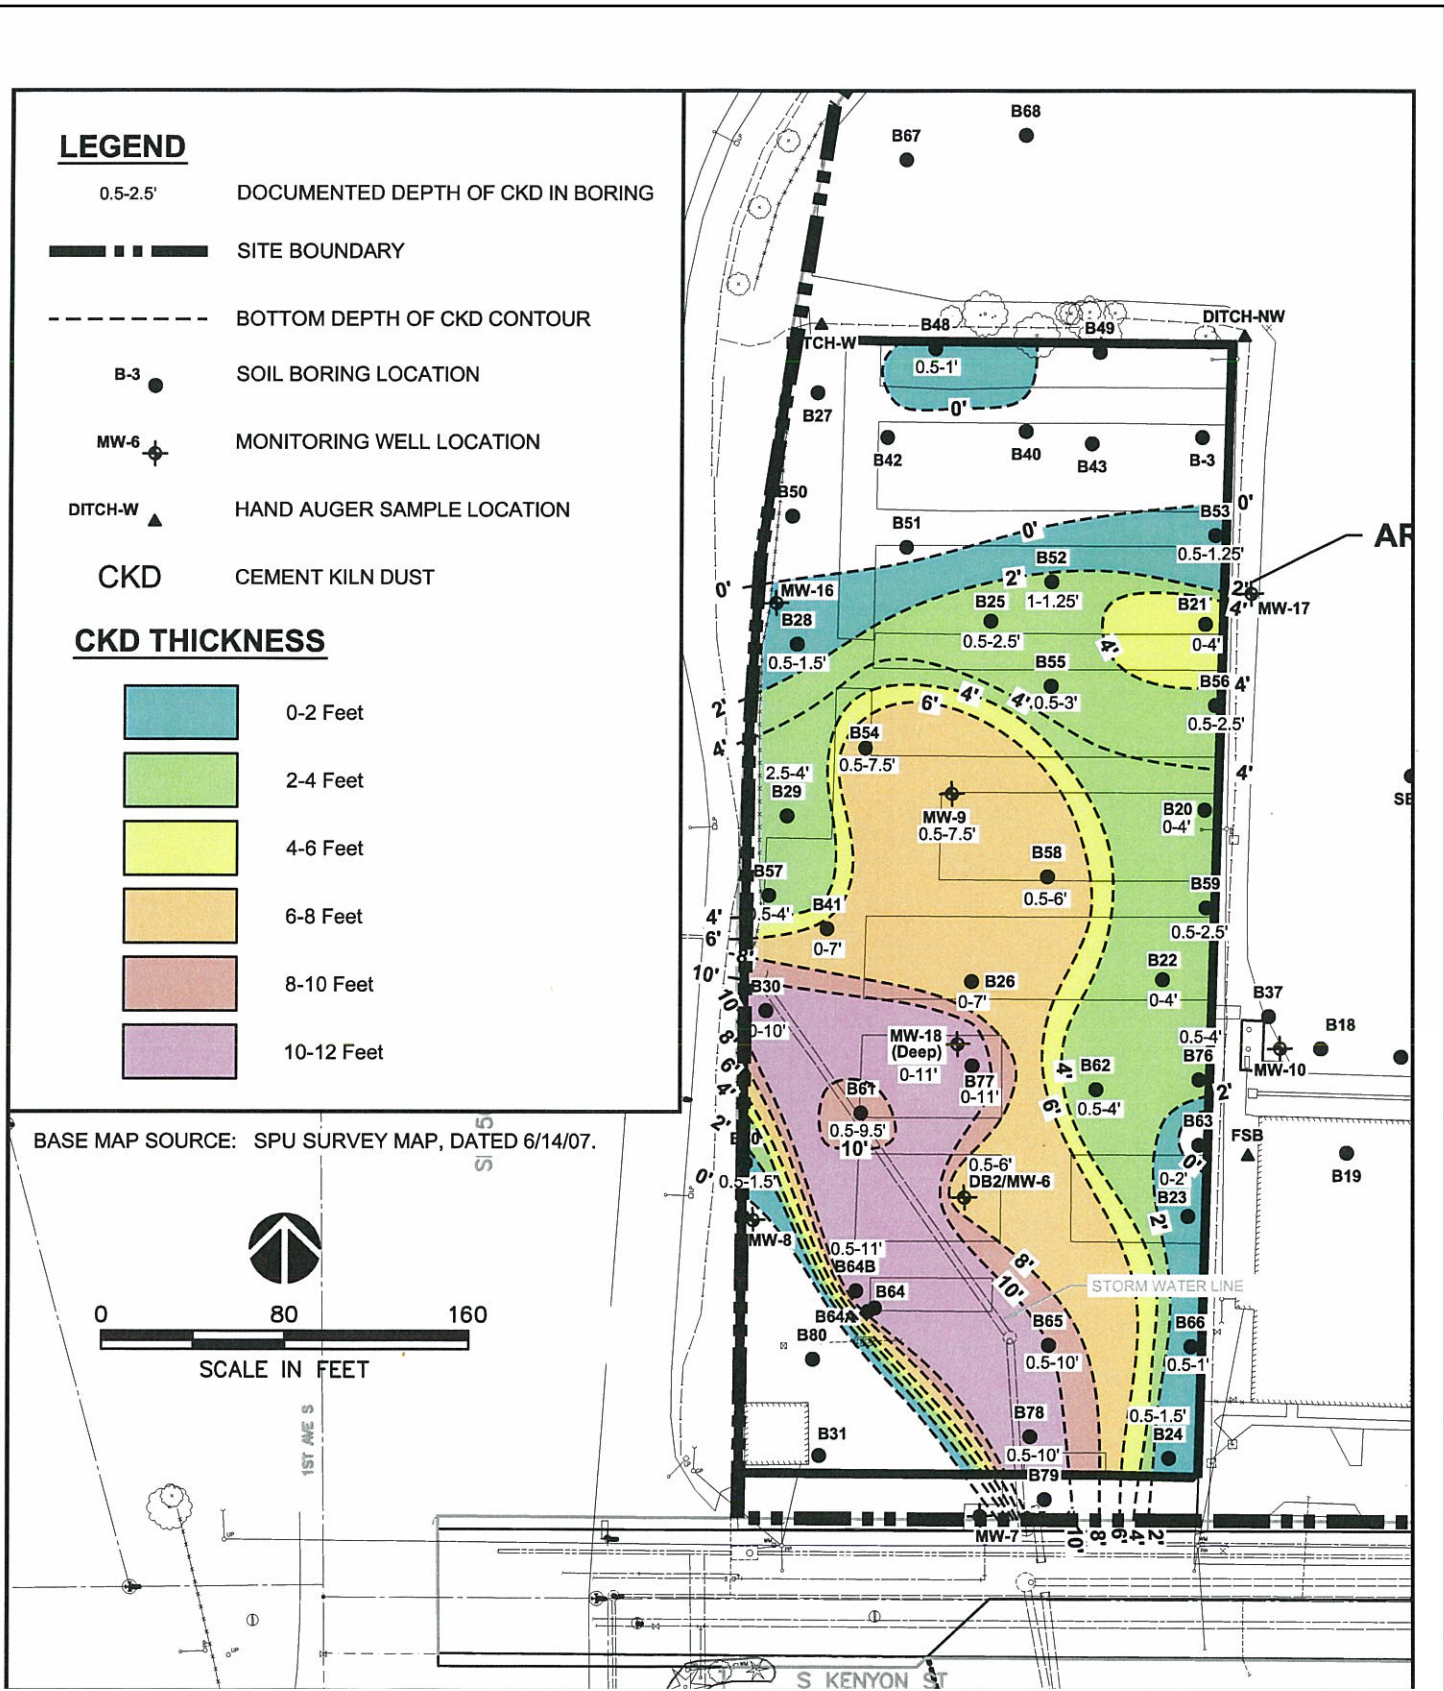 LEGEND
0.5-2.5' DOCUMENTED DEPTH OF CKD IN BORING
SITE BOUNDARY
BOTTOM DEPTH OF CKD CONTOUR
B-3 SOIL BORING LOCATION
MW-6 MONITORING WELL LOCATION
DITCH-W HAND AUGER SAMPLE LOCATION
CKD CEMENT KILN DUST
CKD THICKNESS
0-2 Feet
2-4 Feet
4-6 Feet
6-8 Feet
8-10 Feet
10-12 Feet
BASE MAP SOURCE: SPU SURVEY MAP, DATED 6/14/07.
0 80 160
SCALE IN FEET
1ST AVE S
B68
B67
DITCH-NW
B48
B49
0.5-1'
B27
0'
B42
B40
B43
B-3
B50
0'
B53
B51
0'
0.5-1.25'
B52
0'
2'
2'
MW-16
1-1.25'
B25
B21
4'
MW-17
AR
B28
0.5-2.5'
0-4'
4'
0.5-1.5'
B55
B56
4'
2'
6'
4'
4'
0.5-3'
0.5-2.5'
4'
B54
0.5-7.5'
4'
2.5-4'
B29
MW-9
0.5-7.5'
B20
0-4'
SB
B58
B57
B59
0.5-6'
4'
B41
0.5-2.5'
6'
0-7'
8'
10'
B30
B26
B22
0-7'
0-4'
10'
0-10'
B37
8'
MW-18
(Deep)
0-11'
0.5-4'
B18
6'
B77
0-11'
4'
B62
B76
MW-10
4'
B61
6'
0.5-4'
2'
2'
0.5-9.5'
10'
B63
FSB
0.5-6'
0'
B19
0'
0.5-1.5'
DB2/MW-6
0-2'
B23
2'
MW-8
0.5-11'
8'
B64B
10'
STORM WATER LINE
B64
B64A
B65
B66
B80
0.5-10'
0.5-1'
0.5-1.5'
B78
B31
B24
0.5-10'
B79
MW-7
10'
8'
6'
4'
2'
S KENYON ST